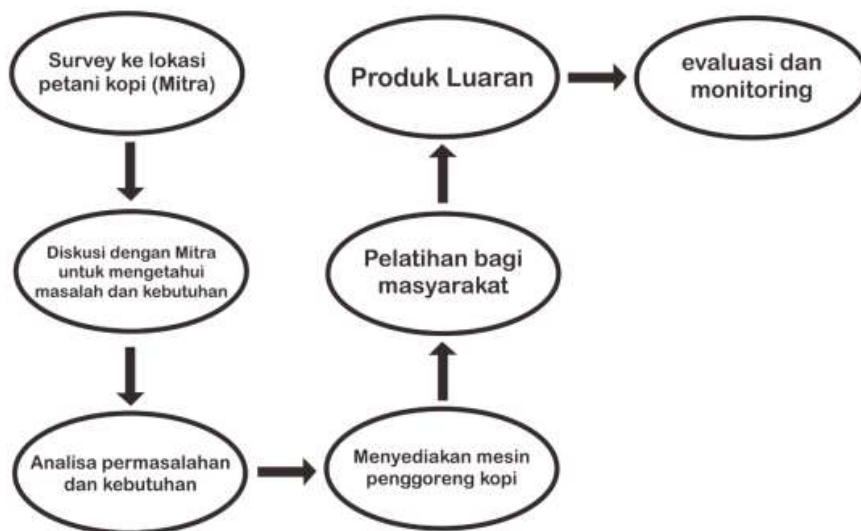 Survey ke lokasi
petani kopi (Mitra)
Diskusi dengan Mitra
untuk mengetahui
masalah dan kebutuhan
Analisa permasalahan
dan kebutuhan
Menyediakan mesin
penggoreng kopi
Pelatihan bagi
masyarakat
Produk Luaran
evaluasi dan
monitoring